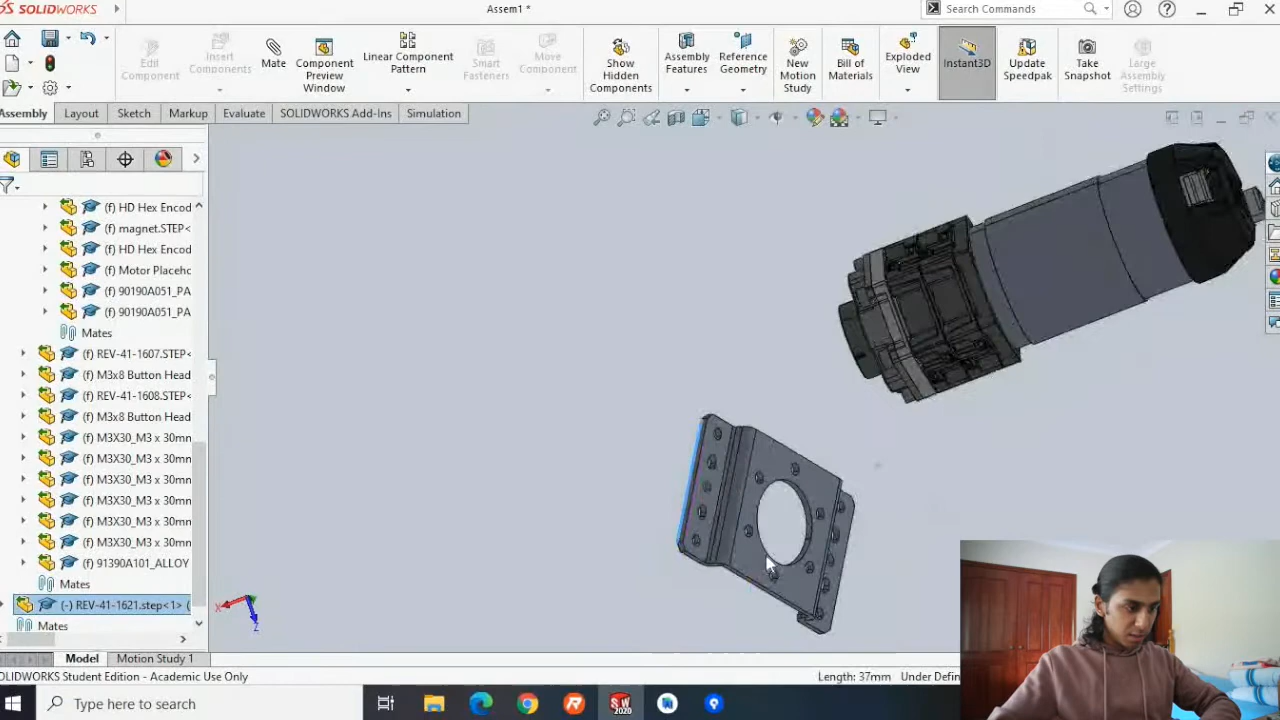 SOLIDWORKS
Assem1 *
Search Commands
Edit Component
Insert Components
Mate
Component Preview Window
Linear Component Pattern
Smart Fasteners
Move Component
Show Hidden Components
Assembly Features
Reference Geometry
New Motion Study
Bill of Materials
Exploded View
Instant3D
Update Speedpak
Take Snapshot
Large Assembly Settings
Assembly
Layout
Sketch
Markup
Evaluate
SOLIDWORKS Add-Ins
Simulation
(f) HD Hex Encod
(f) magnet.STEP<
(f) HD Hex Encod
(f) Motor Placeho
(f) 90190A051_PA
(f) 90190A051_PA
Mates
(f) REV-41-1607.STEP<
(f) M3x8 Button Head
(f) REV-41-1608.STEP<
(f) M3x8 Button Head
(f) M3X30_M3 x 30mn
(f) M3X30_M3 x 30mn
(f) M3X30_M3 x 30mn
(f) M3X30_M3 x 30mn
(f) M3X30_M3 x 30mn
(f) M3X30_M3 x 30mn
(f) 91390A101_ALLOY
Mates
(-) REV-41-1621.step<1> (
Mates
X
Z
Model
Motion Study 1
OLIDWORKS Student Edition - Academic Use Only
Length: 37mm
Under Defin
Type here to search
SW
2020